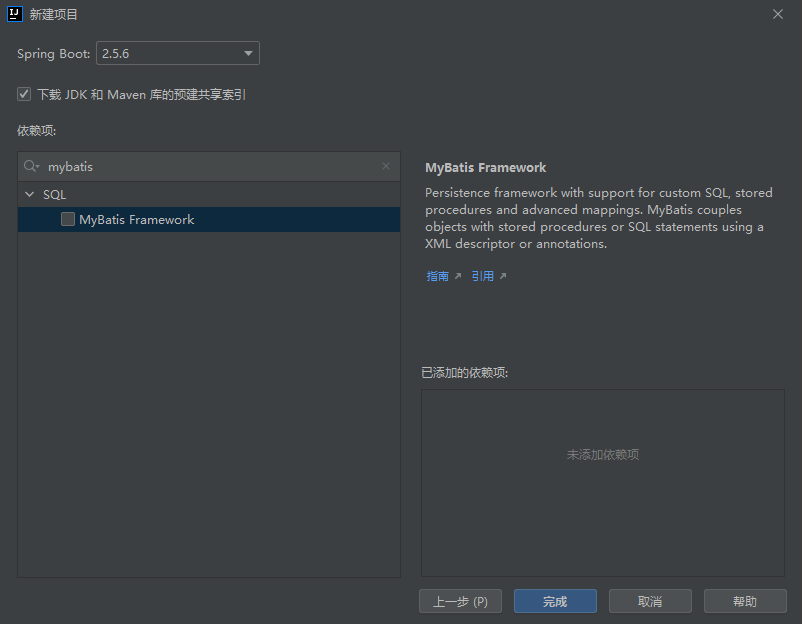 IJ
新建项目
Spring Boot: 2.5.6
下载 JDK 和 Maven 库的预建共享索引
依赖项:
mybatis
SQL
MyBatis Framework
MyBatis Framework
Persistence framework with support for custom SQL, stored
procedures and advanced mappings. MyBatis couples
objects with stored procedures or SQL statements using a
XML descriptor or annotations.
指南 引用
已添加的依赖项:
未添加依赖项
上一步 (P) 完成 取消 帮助